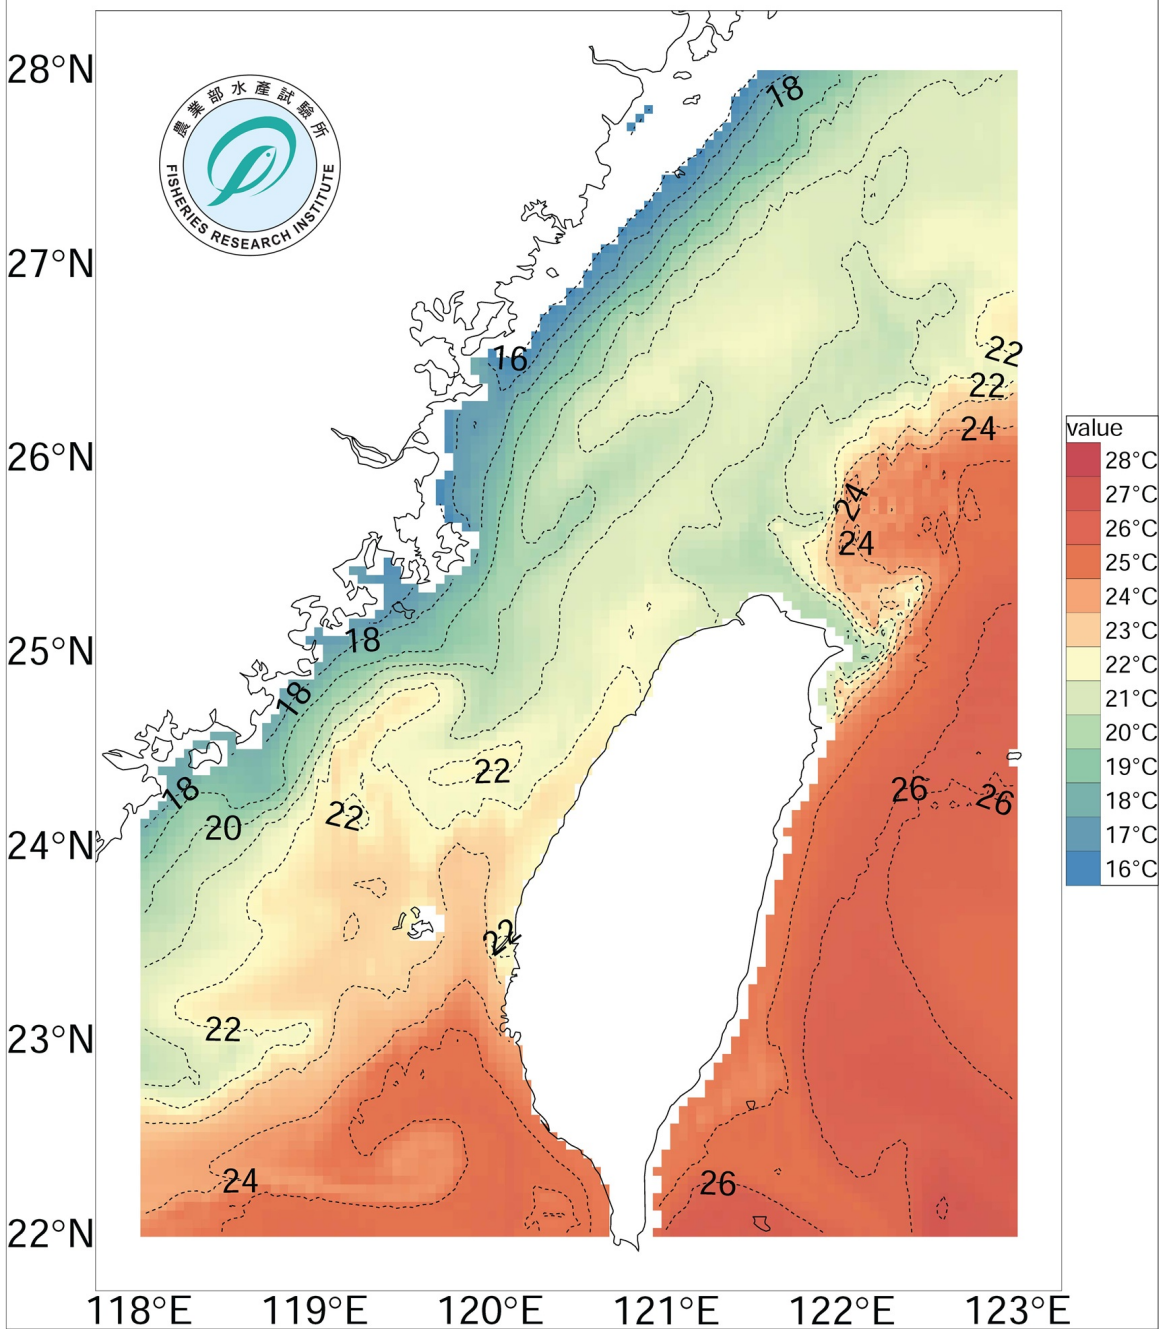 28°N
27°N
26°N
25°N
24°N
23°N
22°N
農業部水產試驗所
FISHERIES RESEARCH INSTITUTE
18
16
22
22
24
24
24
18
18
18
20
22
22
22
22
24
26
26
26
value
28°C
27°C
26°C
25°C
24°C
23°C
22°C
21°C
20°C
19°C
18°C
17°C
16°C
118°E
119°E
120°E
121°E
122°E
123°E